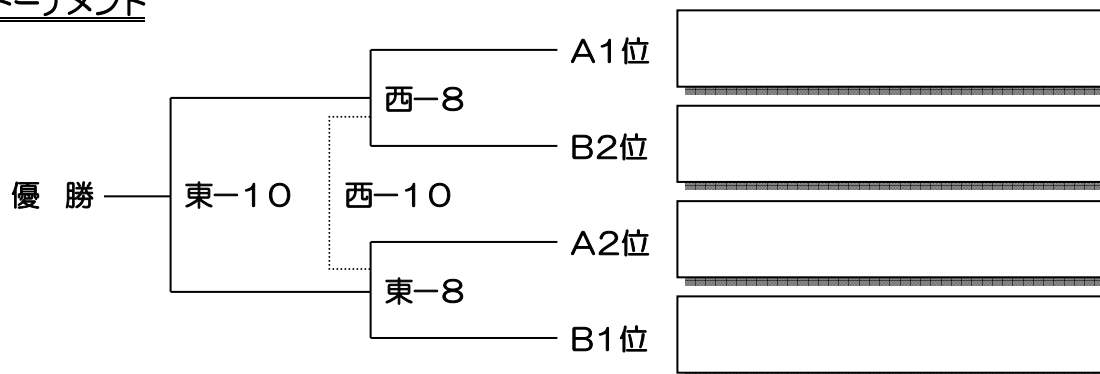 トーナメント
A1位
西－8
B2位
優 勝
東－10
西－10
A2位
東－8
B1位